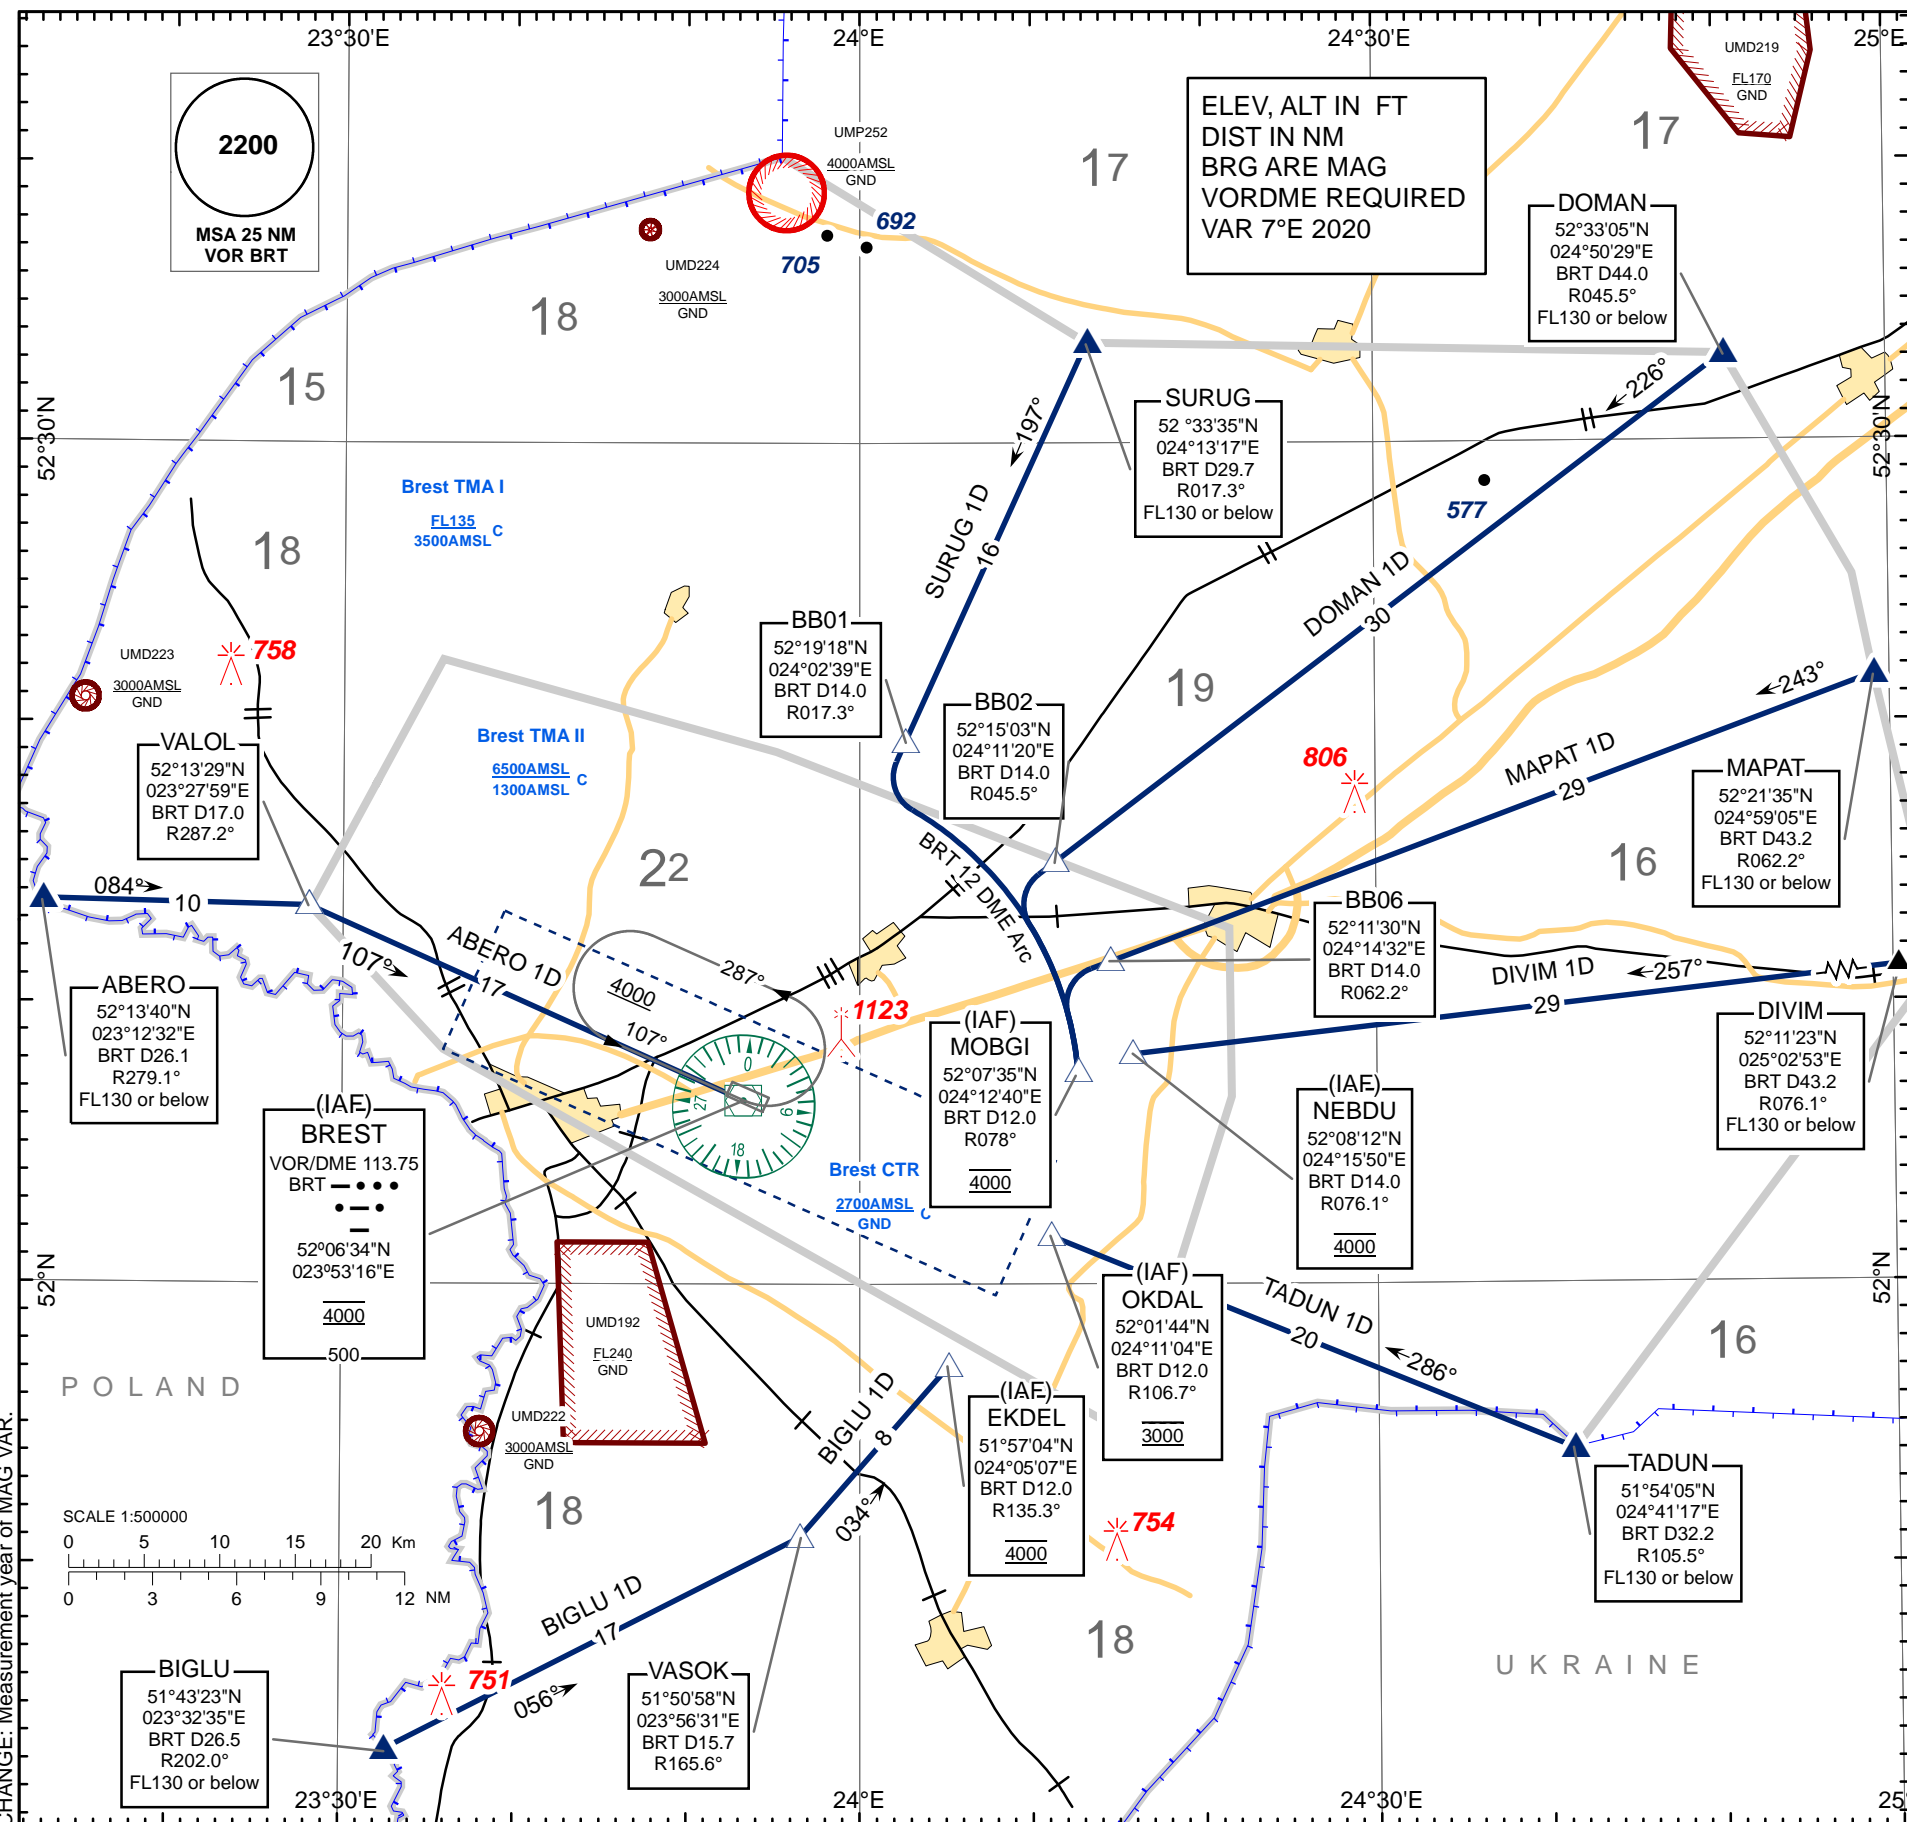 23°30'E
24°E
24°30'E
25°E
2200
MSA 25 NM
VOR BRT
UMP252
4000AMSL
GND
692
705
UMD224
3000AMSL
GND
17
17
UMD219
FL170
GND
ELEV, ALT IN FT
DIST IN NM
BRG ARE MAG
VORDME REQUIRED
VAR 7°E 2020
DOMAN
52°33'05"N
024°50'29"E
BRT D44.0
R045.5°
FL130 or below
18
15
18
226°
SURUG
52 °33'35"N
024°13'17"E
BRT D29.7
R017.3°
FL130 or below
52°30'N
52°30'N
197°
Brest TMA I
FL135
3500AMSL C
577
SURUG 1D
16
DOMAN 1D
30
BB01
52°19'18"N
024°02'39"E
BRT D14.0
R017.3°
758
UMD223
3000AMSL
GND
19
243°
BB02
52°15'03"N
024°11'20"E
BRT D14.0
R045.5°
Brest TMA II
6500AMSL
1300AMSL C
VALOL
52°13'29"N
023°27'59"E
BRT D17.0
R287.2°
806
MAPAT 1D
29
MAPAT
52°21'35"N
024°59'05"E
BRT D43.2
R062.2°
FL130 or below
22
16
BRT 12 DME Arc
084°
10
107°
ABERO 1D
17
BB06
52°11'30"N
024°14'32"E
BRT D14.0
R062.2°
287°
4000
107°
1123
DIVIM 1D
257°
29
ABERO
52°13'40"N
023°12'32"E
BRT D26.1
R279.1°
FL130 or below
(IAF)
MOBGI
52°07'35"N
024°12'40"E
BRT D12.0
R078°
4000
DIVIM
52°11'23"N
025°02'53"E
BRT D43.2
R076.1°
FL130 or below
(IAF)
NEBDU
52°08'12"N
024°15'50"E
BRT D14.0
R076.1°
4000
0
9
18
27
(IAF)
BREST
VOR/DME 113.75
BRT
52°06'34"N
023°53'16"E
4000
500
Brest CTR
2700AMSL C
GND
52°N
52°N
(IAF)
OKDAL
52°01'44"N
024°11'04"E
BRT D12.0
R106.7°
3000
TADUN 1D
20
286°
16
UMD192
FL240
GND
POLAND
UMD222
3000AMSL
GND
BIGLU 1D
8
034°
(IAF)
EKDEL
51°57'04"N
024°05'07"E
BRT D12.0
R135.3°
4000
TADUN
51°54'05"N
024°41'17"E
BRT D32.2
R105.5°
FL130 or below
18
754
SCALE 1:500000
0 5 10 15 20 Km
0 3 6 9 12 NM
BIGLU 1D
17
18
UKRAINE
751
056°
BIGLU
51°43'23"N
023°32'35"E
BRT D26.5
R202.0°
FL130 or below
VASOK
51°50'58"N
023°56'31"E
BRT D15.7
R165.6°
23°30'E
24°E
24°30'E
25°
CHANGE: Measurement year of MAG VAR.